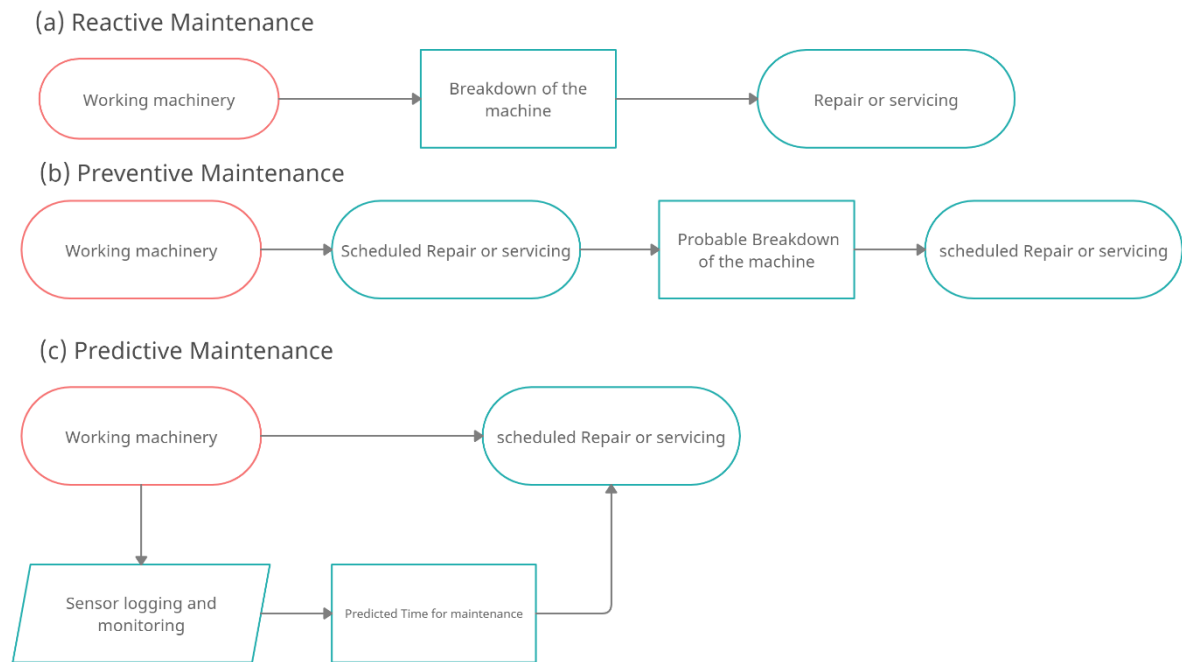 (a) Reactive Maintenance
Working machinery
Breakdown of the
machine
Repair or servicing
(b) Preventive Maintenance
Working machinery
Scheduled Repair or servicing
Probable Breakdown
of the machine
scheduled Repair or servicing
(c) Predictive Maintenance
Working machinery
scheduled Repair or servicing
Sensor logging and
monitoring
Predicted Time for maintenance